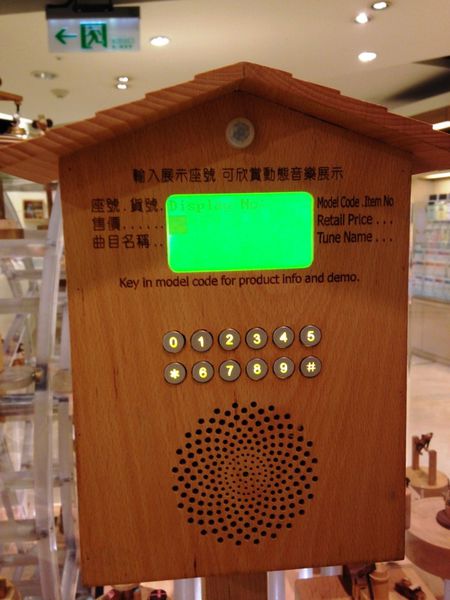 輸入展示座號 可欣賞動態音樂展示
座號.貨號. Display No Model Code .Item No
售價...... Retail Price ...
曲目名稱.. Tune Name ...
Key in model code for product info and demo.
0 1 2 3 4 5
* 6 7 8 9 #